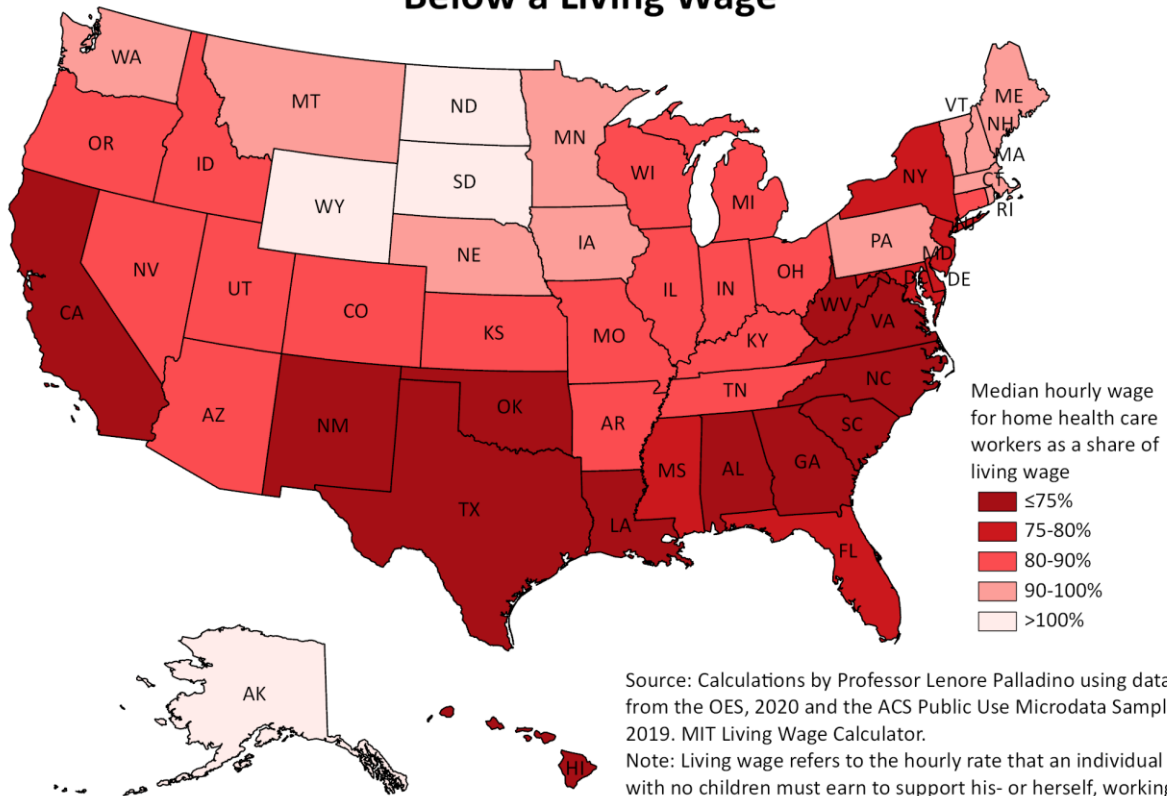 Below a Living Wage
WA
MT
ND
MN
VT
ME
NH
OR
ID
WI
MA
SD
NY
CT
MI
WY
RI
IA
PA
NJ
NE
NV
OH
MD
UT
IL
IN
DC
DE
CO
WV
CA
KS
MO
VA
KY
NC
TN
AZ
OK
NM
AR
SC
MS
AL
GA
TX
LA
FL
AK
HI
Median hourly wage
for home health care
workers as a share of
living wage
≤75%
75-80%
80-90%
90-100%
>100%
Source: Calculations by Professor Lenore Palladino using data
from the OES, 2020 and the ACS Public Use Microdata Sampl
2019. MIT Living Wage Calculator.
Note: Living wage refers to the hourly rate that an individual
with no children must earn to support his- or herself, working